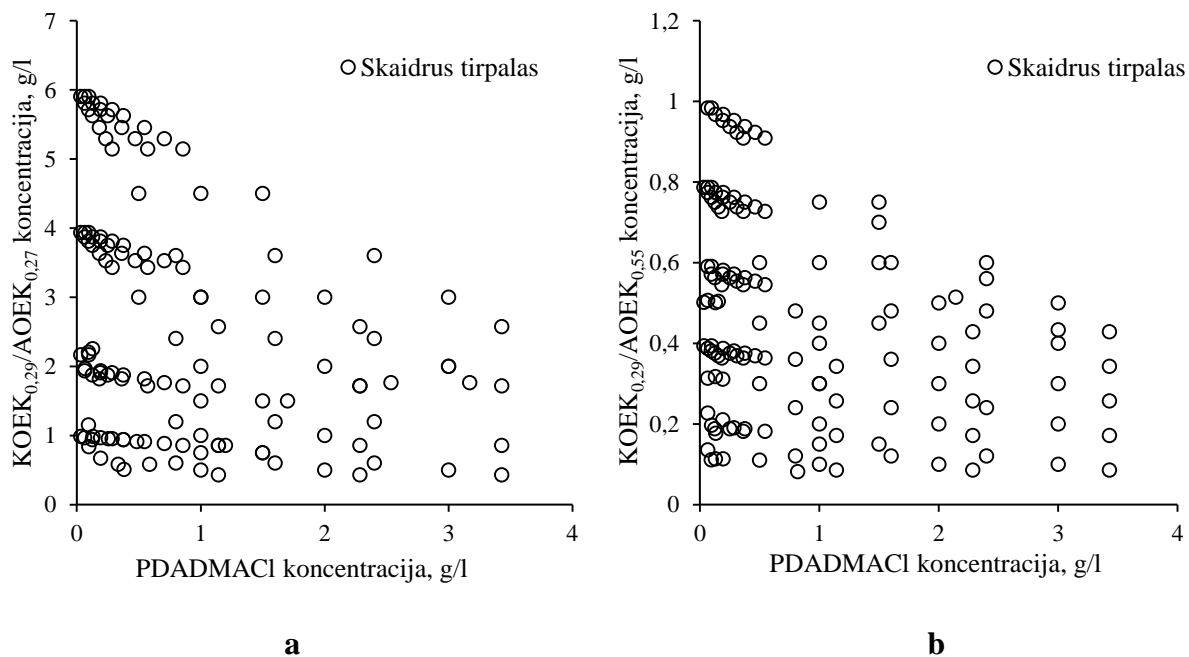 7
6
5
4
3
2
1
0
0 1 2 3 4
KOEK0,29/AOEK0,27 koncentracija, g/l
PDADMACl koncentracija, g/l
Skaidrus tirpalas
a
1,2
1
0,8
0,6
0,4
0,2
0
0 1 2 3 4
KOEK0,29/AOEK0,55 koncentracija, g/l
PDADMACl koncentracija, g/l
Skaidrus tirpalas
b